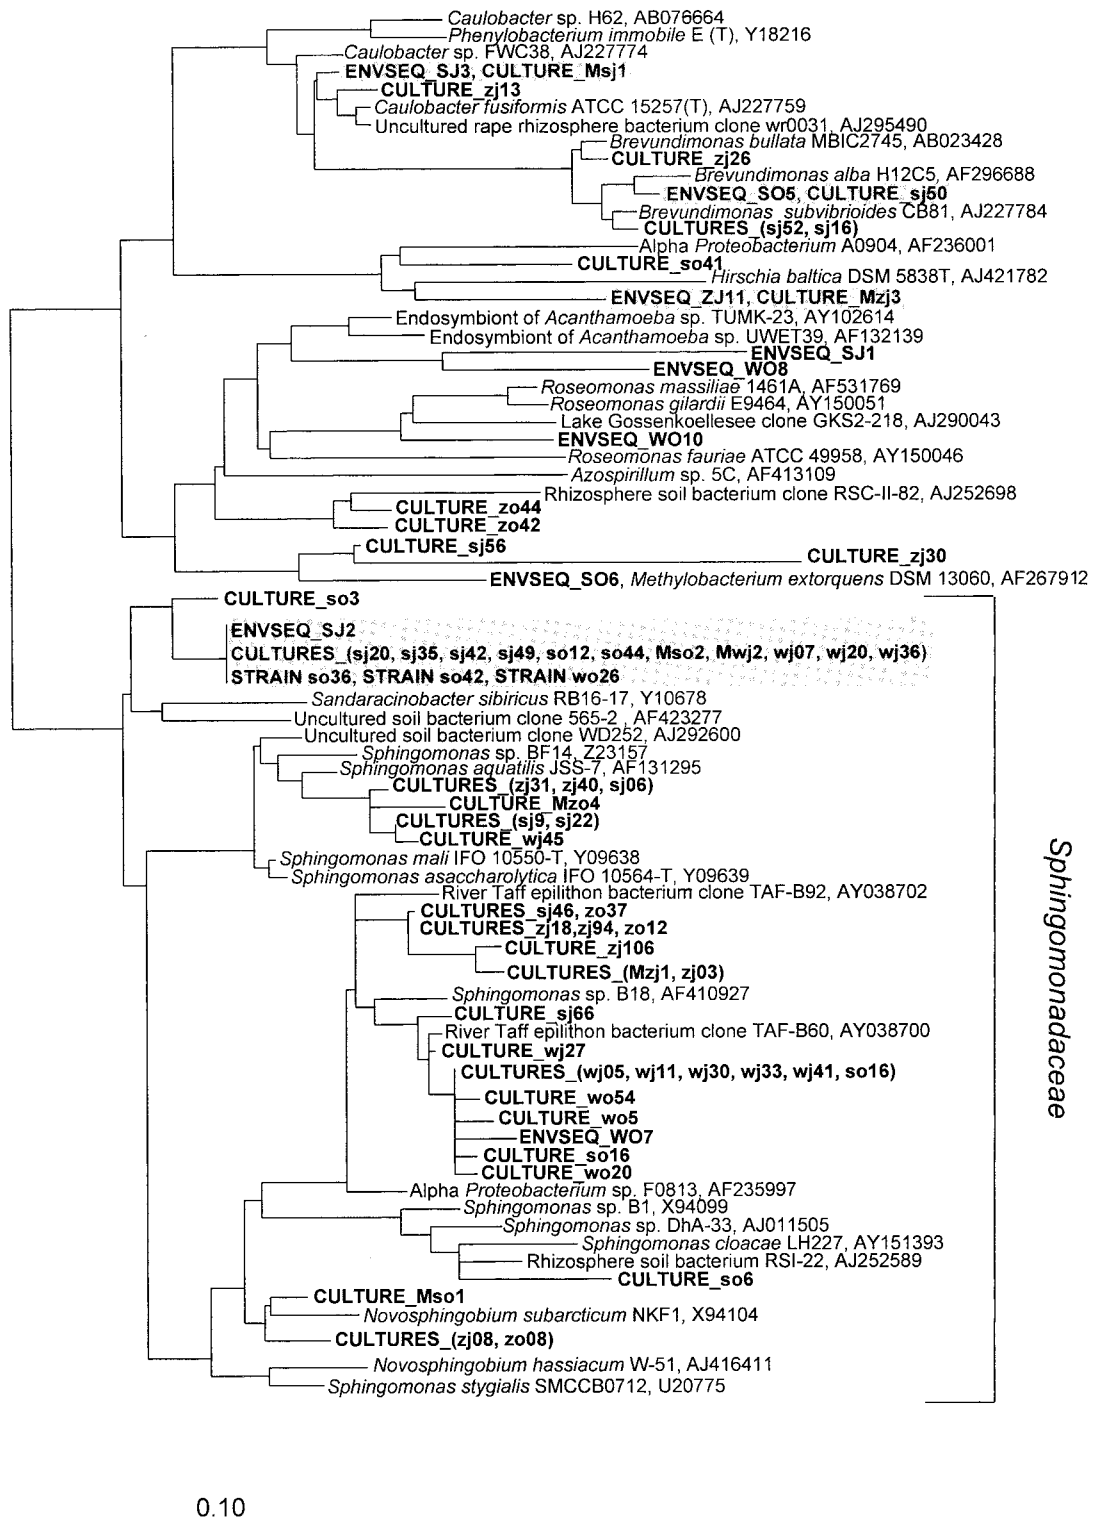 Caulobacter sp. H62, AB076664
Phenylobacterium immobile E (T), Y18216
Caulobacter sp. FWC38, AJ227774
ENVSEQ_SJ3, CULTURE_Msj1
CULTURE_zj13
Caulobacter fusiformis ATCC 15257(T), AJ227759
Uncultured rape rhizosphere bacterium clone wr0031, AJ295490
Brevundimonas bullata MBIC2745, AB023428
CULTURE_zj26
Brevundimonas alba H12C5, AF296688
ENVSEQ_SO5, CULTURE_sj50
Brevundimonas subvibrioides CB81, AJ227784
CULTURES_(sj52, sj16)
Alpha Proteobacterium A0904, AF236001
CULTURE_so41
Hirschia baltica DSM 5838T, AJ421782
ENVSEQ_ZJ11, CULTURE_Mzj3
Endosymbiont of Acanthamoeba sp. TUMK-23, AY102614
Endosymbiont of Acanthamoeba sp. UWET39, AF132139
ENVSEQ_SJ1
ENVSEQ_WO8
Roseomonas massiliae 1461A, AF531769
Roseomonas gilardii E9464, AY150051
Lake Gossenkoellesee clone GKS2-218, AJ290043
ENVSEQ_WO10
Roseomonas fauriae ATCC 49958, AY150046
Azospirillum sp. 5C, AF413109
Rhizosphere soil bacterium clone RSC-II-82, AJ252698
CULTURE_zo44
CULTURE_zo42
CULTURE_sj56
CULTURE_zj30
ENVSEQ_SO6, Methylobacterium extorquens DSM 13060, AF267912
CULTURE_so3
ENVSEQ_SJ2
CULTURES_(sj20, sj35, sj42, sj49, so12, so44, Mso2, Mwj2, wj07, wj20, wj36)
STRAIN so36, STRAIN so42, STRAIN wo26
Sandaracinobacter sibiricus RB16-17, Y10678
Uncultured soil bacterium clone 565-2 , AF423277
Uncultured soil bacterium clone WD252, AJ292600
Sphingomonas sp. BF14, Z23157
Sphingomonas aquatilis JSS-7, AF131295
CULTURES_(zj31, zj40, sj06)
CULTURE_Mzo4
CULTURES_(sj9, sj22)
CULTURE_wj45
Sphingomonas mali IFO 10550-T, Y09638
Sphingomonas asaccharolytica IFO 10564-T, Y09639
River Taff epilithon bacterium clone TAF-B92, AY038702
CULTURES_sj46, zo37
CULTURES_zj18,zj94, zo12
CULTURE_zj106
CULTURES_(Mzj1, zj03)
Sphingomonas sp. B18, AF410927
CULTURE_sj66
River Taff epilithon bacterium clone TAF-B60, AY038700
CULTURE_wj27
CULTURES_(wj05, wj11, wj30, wj33, wj41, so16)
CULTURE_wo54
CULTURE_wo5
ENVSEQ_WO7
CULTURE_so16
CULTURE_wo20
Alpha Proteobacterium sp. F0813, AF235997
Sphingomonas sp. B1, X94099
Sphingomonas sp. DhA-33, AJ011505
Sphingomonas cloacae LH227, AY151393
Rhizosphere soil bacterium RSI-22, AJ252589
CULTURE_so6
CULTURE_Mso1
Novosphingobium subarcticum NKF1, X94104
CULTURES_(zj08, zo08)
Novosphingobium hassiacum W-51, AJ416411
Sphingomonas stygialis SMCCB0712, U20775
Sphingomonadaceae
0.10